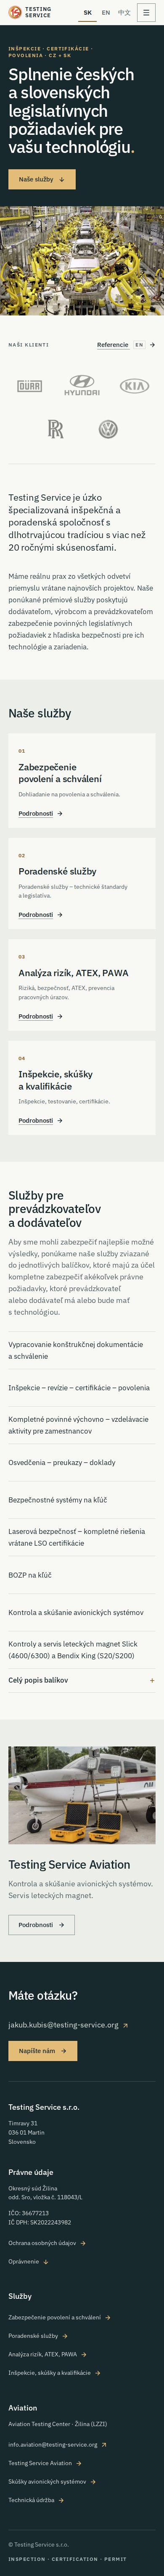 TESTING
SERVICE
SK EN 中文
INŠPEKCIE · CERTIFIKÁCIE ·
POVOLENIA · CZ + SK
Splnenie českých
a slovenských
legislatívnych
požiadaviek pre
vašu technológiu.
Naše služby ↓
NAŠI KLIENTI
Referencie EN →
DÜRR
HYUNDAI
KIA
Testing Service je úzko
špecializovaná inšpekčná a
poradenská spoločnosť s
dlhotrvajúcou tradíciou s viac než
20 ročnými skúsenosťami.
Máme reálnu prax zo všetkých odvetví
priemyslu vrátane najnovších projektov. Naše
ponúkané prémiové služby poskytujú
dodávateľom, výrobcom a prevádzkovateľom
zabezpečenie povinných legislatívnych
požiadaviek z hľadiska bezpečnosti pri ich
technológie a zariadenia.
Naše služby
01
Zabezpečenie
povolení a schválení
Dohliadanie na povolenia a schválenia.
Podrobnosti →
02
Poradenské služby
Poradenské služby – technické štandardy
a legislatíva.
Podrobnosti →
03
Analýza rizík, ATEX, PAWA
Riziká, bezpečnosť, ATEX, prevencia
pracovných úrazov.
Podrobnosti →
04
Inšpekcie, skúšky
a kvalifikácie
Inšpekcie, testovanie, certifikácie.
Podrobnosti →
Služby pre
prevádzkovateľov
a dodávateľov
Aby sme mohli zabezpečiť najlepšie možné
výsledky, ponúkame naše služby zviazané
do jednotlivých balíčkov, ktoré majú za účel
kompletne zabezpečiť akékoľvek právne
požiadavky, ktoré prevádzkovateľ
alebo dodávateľ má alebo bude mať
s technológiou.
Vypracovanie konštrukčnej dokumentácie
a schválenie
Inšpekcie – revízie – certifikácie – povolenia
Kompletné povinné výchovno – vzdelávacie
aktivity pre zamestnancov
Osvedčenia – preukazy – doklady
Bezpečnostné systémy na kľúč
Laserová bezpečnosť – kompletné riešenia
vrátane LSO certifikácie
BOZP na kľúč
Kontrola a skúšanie avionických systémov
Kontroly a servis leteckých magnet Slick
(4600/6300) a Bendix King (S20/S200)
Celý popis balíkov +
Testing Service Aviation
Kontrola a skúšanie avionických systémov.
Servis leteckých magnet.
Podrobnosti →
Máte otázku?
jakub.kubis@testing-service.org ↗
Napíšte nám →
Testing Service s.r.o.
Timravy 31
036 01 Martin
Slovensko
Právne údaje
Okresný súd Žilina
odd. Sro, vložka č. 118043/L
IČO: 36677213
IČ DPH: SK2022243982
Ochrana osobných údajov →
Oprávnenie ↓
Služby
Zabezpečenie povolení a schválení →
Poradenské služby →
Analýza rizík, ATEX, PAWA →
Inšpekcie, skúšky a kvalifikácie →
Aviation
Aviation Testing Center · Žilina (LZZI)
info.aviation@testing-service.org ↗
Testing Service Aviation →
Skúšky avionických systémov →
Technická údržba →
© Testing Service s.r.o.
INSPECTION · CERTIFICATION · PERMIT